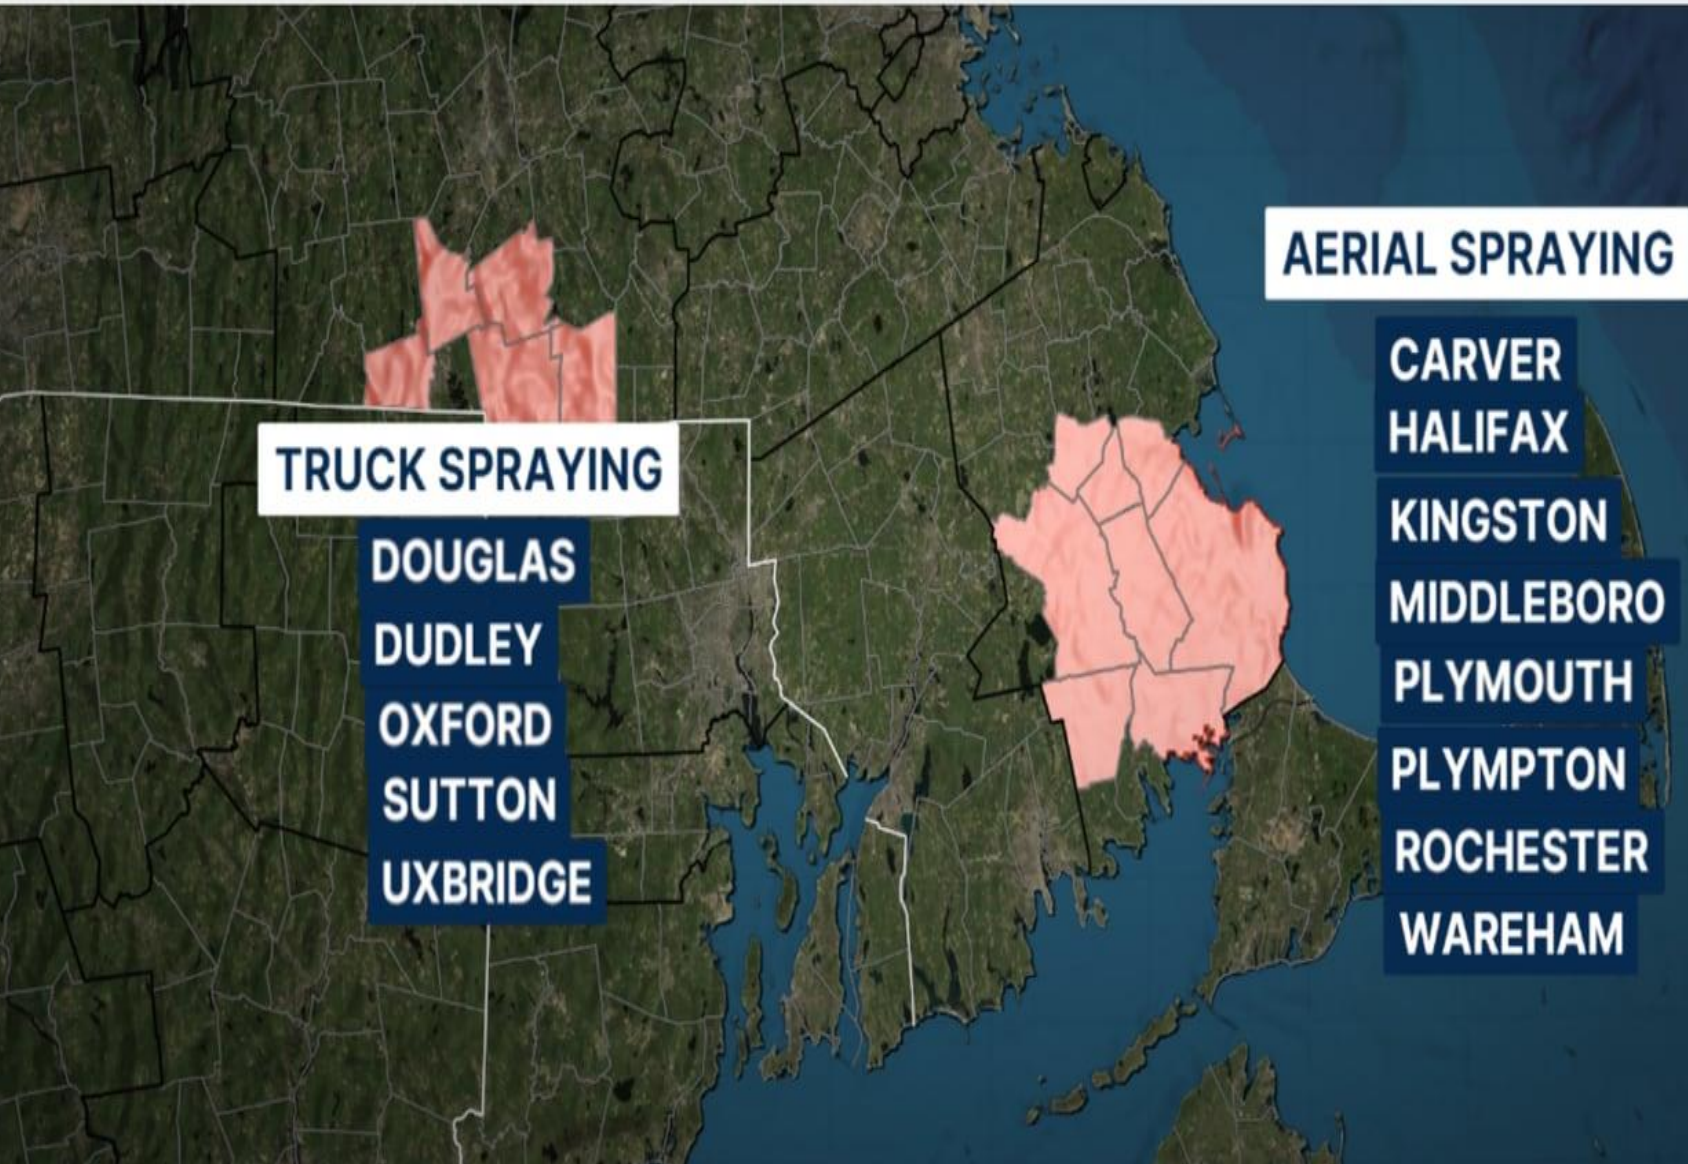 AERIAL SPRAYING
CARVER
HALIFAX
KINGSTON
MIDDLEBORO
PLYMOUTH
PLYMPTON
ROCHESTER
WAREHAM
TRUCK SPRAYING
DOUGLAS
DUDLEY
OXFORD
SUTTON
UXBRIDGE